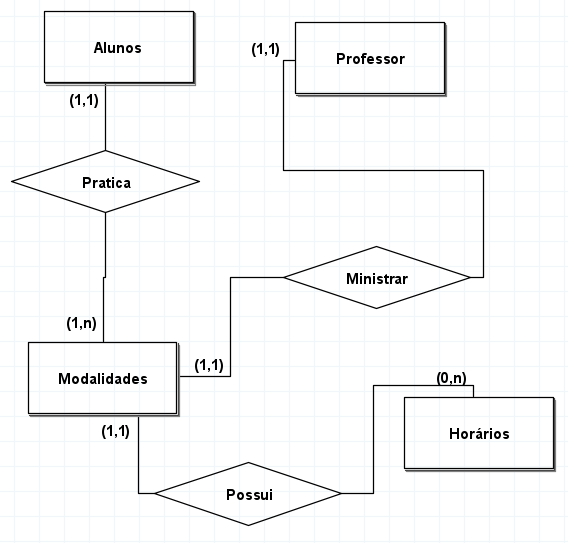 Alunos
(1,1)
Professor
(1,1)
Pratica
Ministrar
(1,n)
(1,1)
Modalidades
(1,1)
(0,n)
Horários
Possui